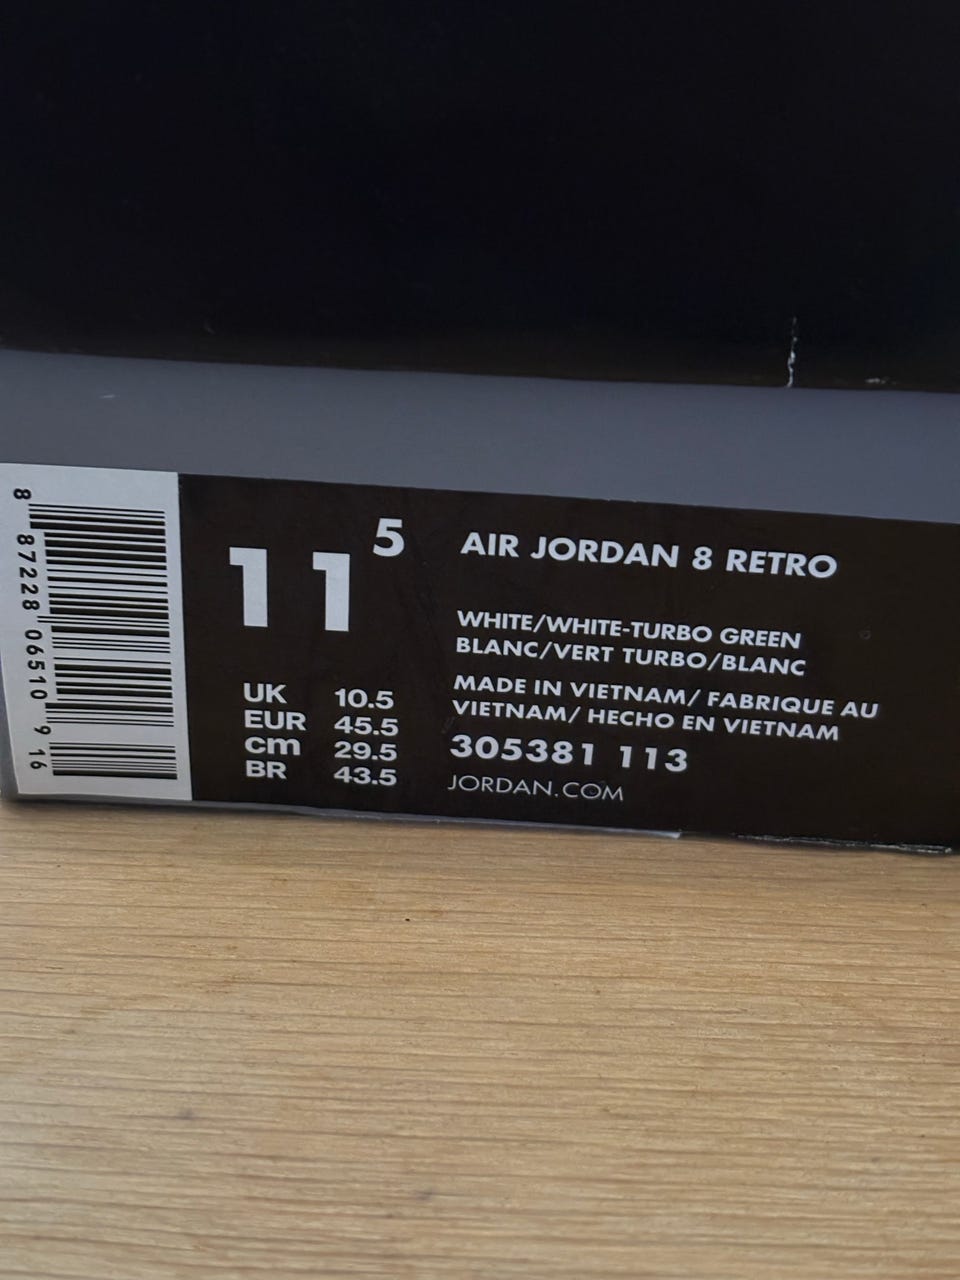 8 87228 06510 9 16
11 5
AIR JORDAN 8 RETRO
WHITE/WHITE-TURBO GREEN
BLANC/VERT TURBO/BLANC
MADE IN VIETNAM/ FABRIQUE AU
VIETNAM/ HECHO EN VIETNAM
305381 113
JORDAN.COM
UK 10.5
EUR 45.5
cm 29.5
BR 43.5